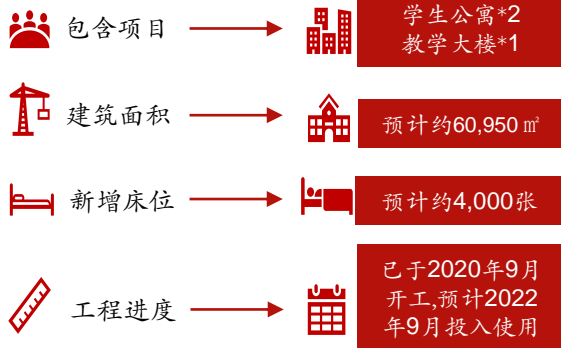 包含项目
学生公寓*2
教学大楼*1
建筑面积
预计约60,950㎡
新增床位
预计约4,000张
工程进度
已于2020年9月
开工,预计2022
年9月投入使用